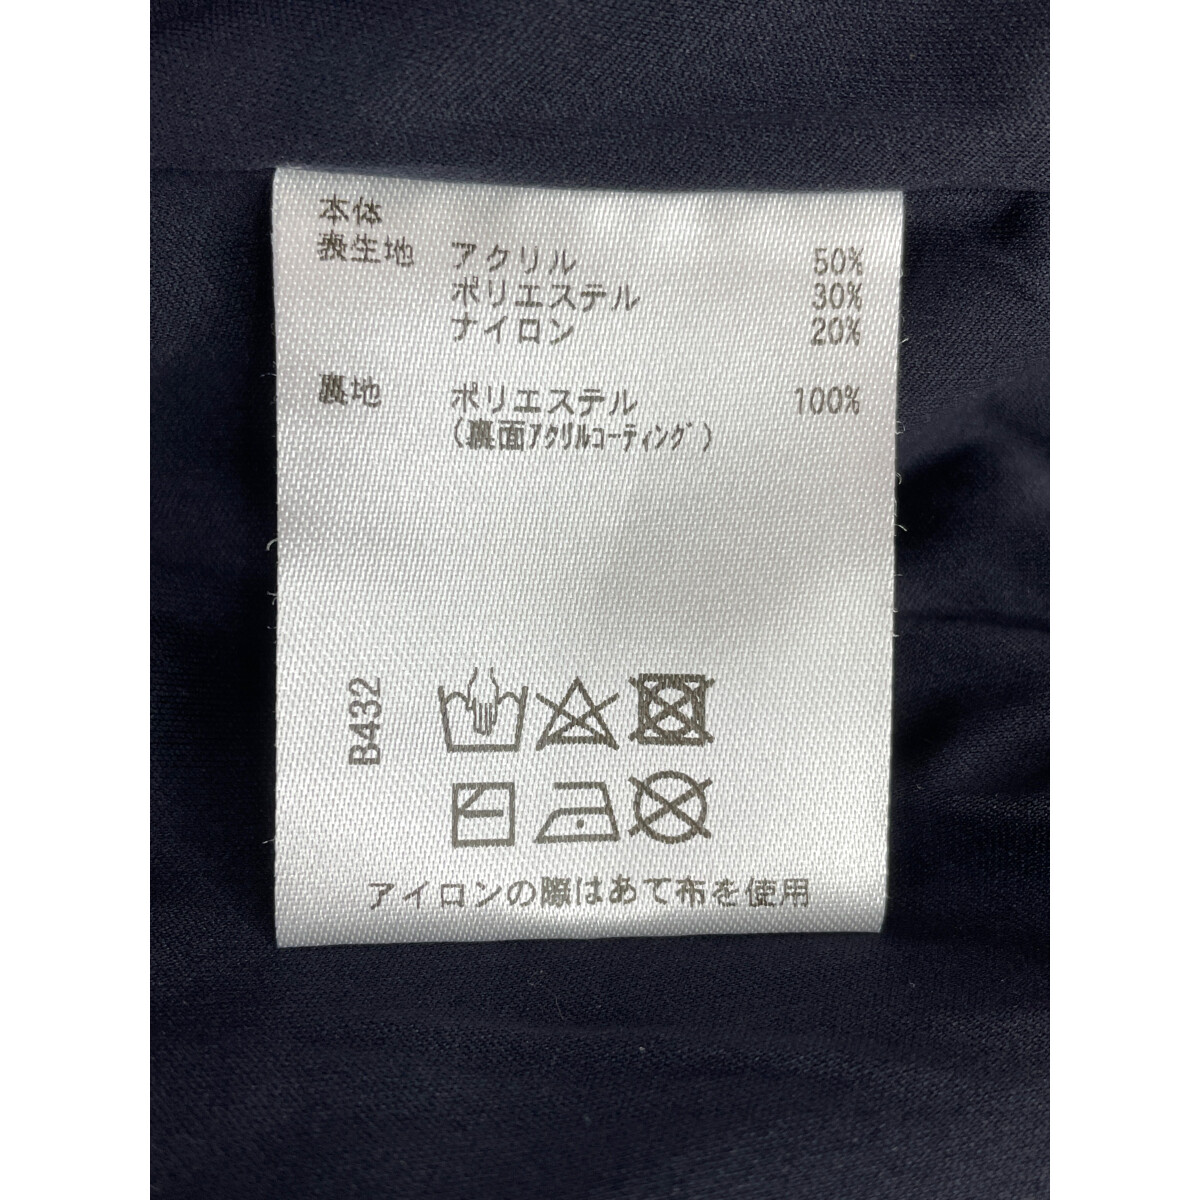 本体
表生地 アクリル 50%
ポリエステル 30%
ナイロン 20%
裏地 ポリエステル 100%
(裏面ｱｸﾘﾙｺｰﾃｨﾝｸﾞ)
B432
アイロンの際はあて布を使用